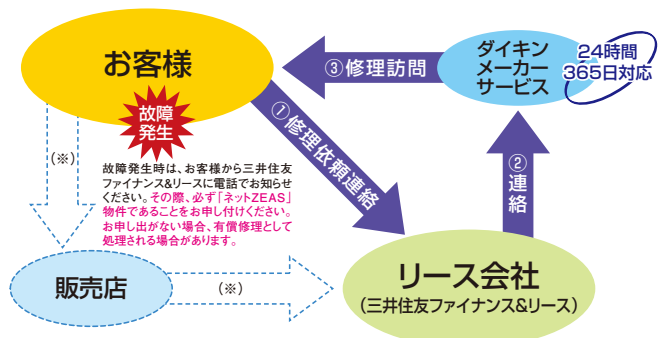 お客様
故障
発生
③修理訪問
ダイキン
メーカー
サービス
24時間
365日対応
①修理依頼連絡
②連絡
(※)
故障発生時は、お客様から三井住友
ファイナンス&リースに電話でお知らせ
ください。その際、必ず「ネットZEAS」
物件であることをお申し付けください。
お申し出がない場合、有償修理として
処理される場合があります。
販売店
(※)
リース会社
(三井住友ファイナンス&リース)